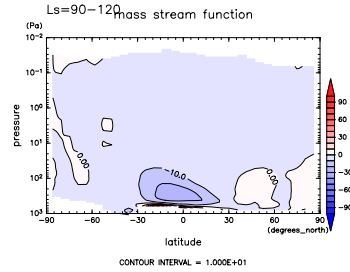 Ls=90-120
mass stream function
(Pa)
10⁻²
10⁻¹
10⁰
10¹
10²
10³
pressure
0.00
-10.0
0.00
-90 -60 -30 0 30 60 90
(degrees_north)
latitude
90
60
30
0
-30
-60
-90
CONTOUR INTERVAL = 1.000E+01